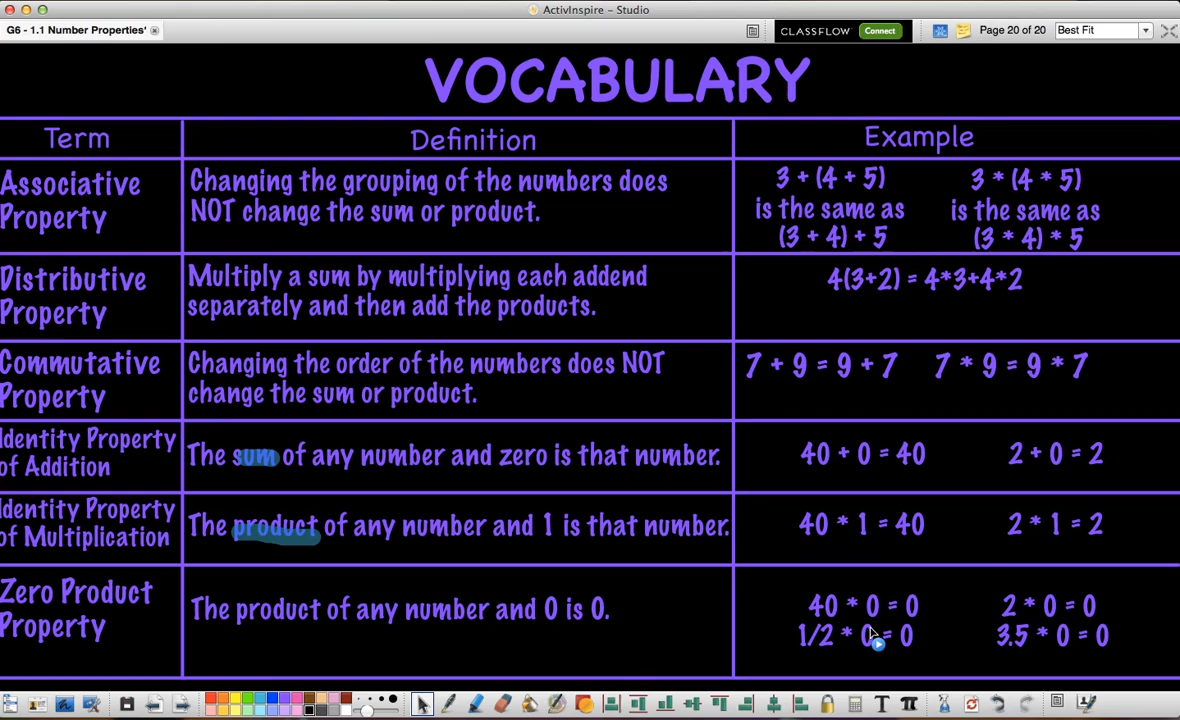 ActivInspire – Studio
G6 - 1.1 Number Properties*
CLASSFLOW Connect
Page 20 of 20
Best Fit
VOCABULARY
Term
Definition
Example
Associative
Property
Changing the grouping of the numbers does
NOT change the sum or product.
3 + (4 + 5)
is the same as
(3 + 4) + 5
3 * (4 * 5)
is the same as
(3 * 4) * 5
Distributive
Property
Multiply a sum by multiplying each addend
separately and then add the products.
4(3+2) = 4*3+4*2
Commutative
Property
Changing the order of the numbers does NOT
change the sum or product.
7 + 9 = 9 + 7
7 * 9 = 9 * 7
Identity Property
of Addition
The sum of any number and zero is that number.
40 + 0 = 40
2 + 0 = 2
Identity Property
of Multiplication
The product of any number and 1 is that number.
40 * 1 = 40
2 * 1 = 2
Zero Product
Property
The product of any number and 0 is 0.
40 * 0 = 0
1/2 * 0 = 0
2 * 0 = 0
3.5 * 0 = 0